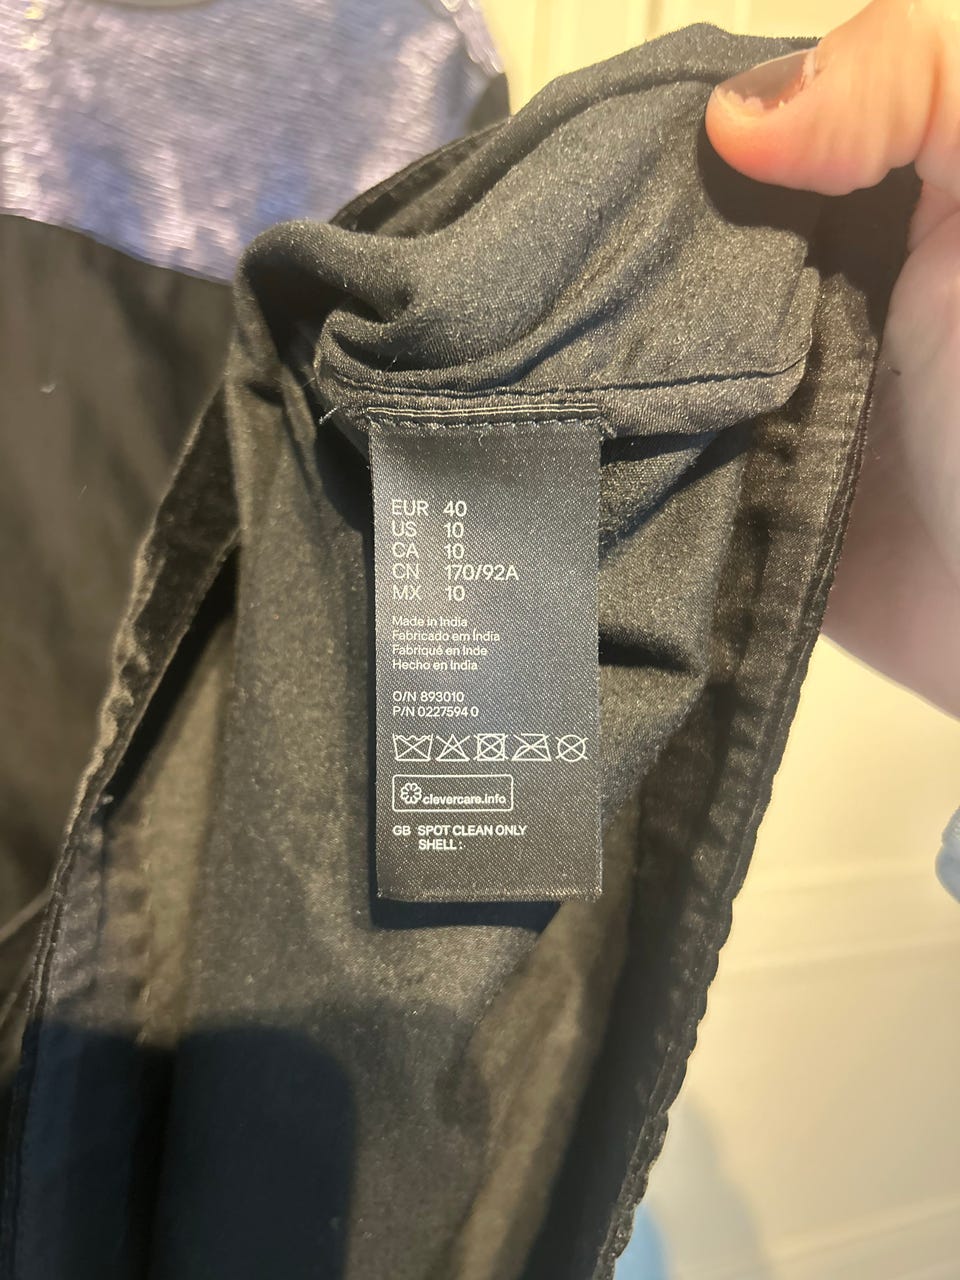 EUR 40
US 10
CA 10
CN 170/92A
MX 10
Made in India
Fabricado em Índia
Fabriqué en Inde
Hecho en India
O/N 893010
P/N 0227594 0
clevercare.info
GB SPOT CLEAN ONLY
SHELL :